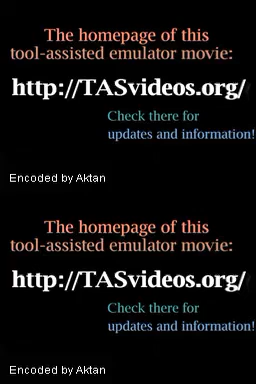 The homepage of this
tool-assisted emulator movie:
http://TASvideos.org/
Check there for
updates and information!
Encoded by Aktan
The homepage of this
tool-assisted emulator movie:
http://TASvideos.org/
Check there for
updates and information!
Encoded by Aktan